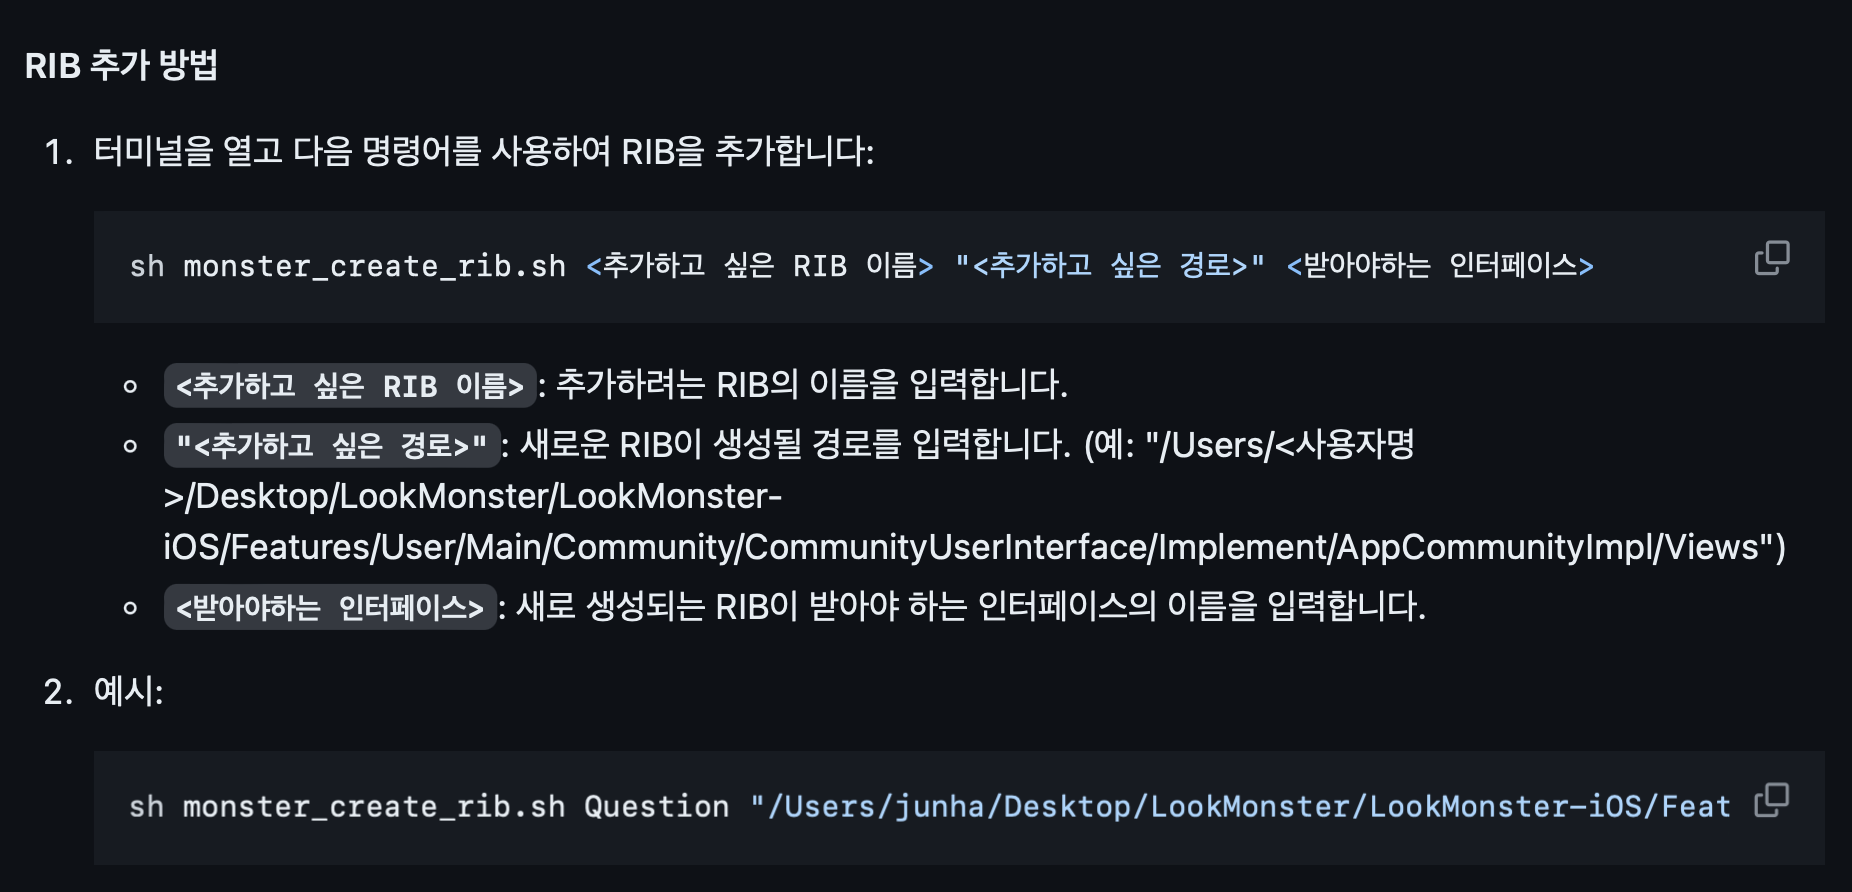 RIB 추가 방법
1. 터미널을 열고 다음 명령어를 사용하여 RIB을 추가합니다:
sh monster_create_rib.sh <추가하고 싶은 RIB 이름> "<추가하고 싶은 경로>" <받아야하는 인터페이스>
<추가하고 싶은 RIB 이름>: 추가하려는 RIB의 이름을 입력합니다.
"<추가하고 싶은 경로>": 새로운 RIB이 생성될 경로를 입력합니다. (예: "/Users/<사용자명
>/Desktop/LookMonster/LookMonster-
iOS/Features/User/Main/Community/CommunityUserInterface/Implement/AppCommunityImpl/Views")
<받아야하는 인터페이스>: 새로 생성되는 RIB이 받아야 하는 인터페이스의 이름을 입력합니다.
2. 예시:
sh monster_create_rib.sh Question "/Users/junha/Desktop/LookMonster/LookMonster-iOS/Feat